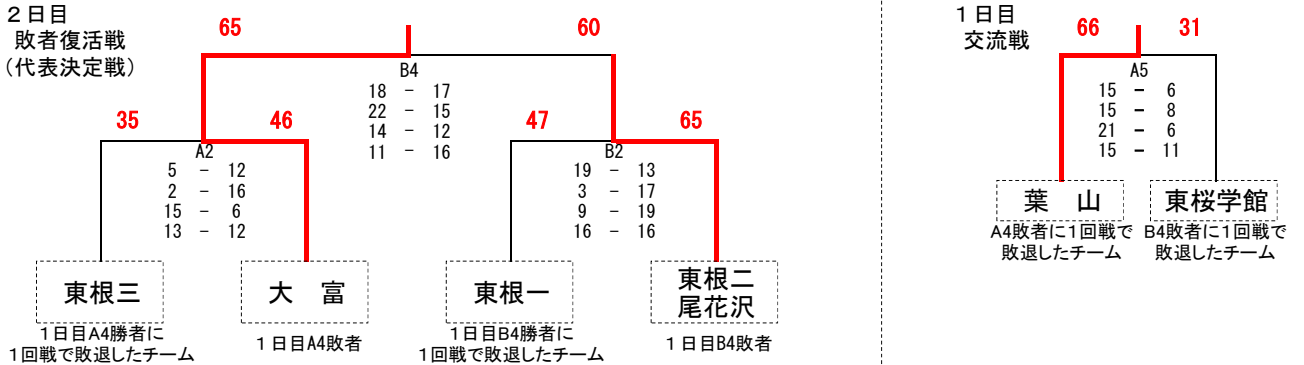 ２日目
敗者復活戦
（代表決定戦）
65 60
B4
18 - 17
22 - 15
14 - 12
11 - 16
35 46
A2
5 - 12
2 - 16
15 - 6
13 - 12
47 65
B2
19 - 13
3 - 17
9 - 19
16 - 16
東根三
1日目A4勝者に
1回戦で敗退したチーム
大　富
1日目A4敗者
東根一
1日目B4勝者に
1回戦で敗退したチーム
東根二
尾花沢
1日目B4敗者
１日目
交流戦
66 31
A5
15 - 6
15 - 8
21 - 6
15 - 11
葉　山
A4敗者に1回戦で
敗退したチーム
東桜学館
B4敗者に1回戦で
敗退したチーム